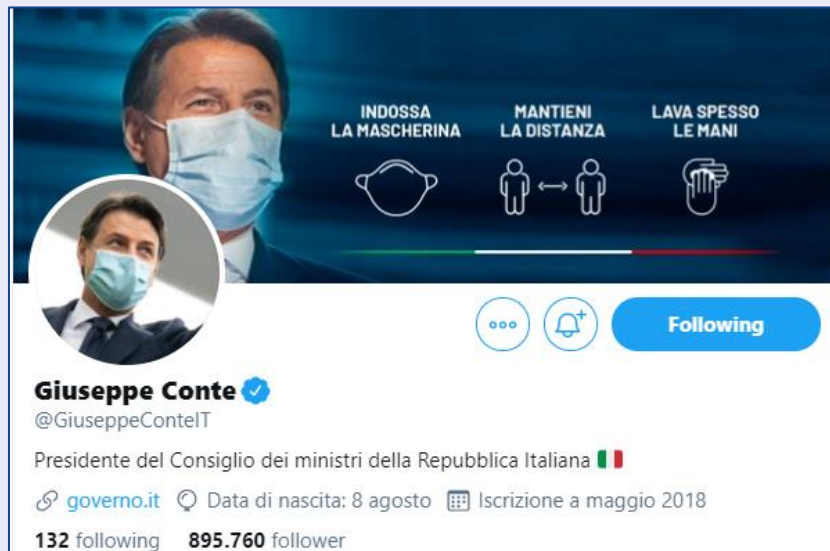 INDOSSA
LA MASCHERINA
MANTIENI
LA DISTANZA
LAVA SPESSO
LE MANI
Following
Giuseppe Conte
@GiuseppeConteIT
Presidente del Consiglio dei ministri della Repubblica Italiana
governo.it Data di nascita: 8 agosto Iscrizione a maggio 2018
132 following 895.760 follower